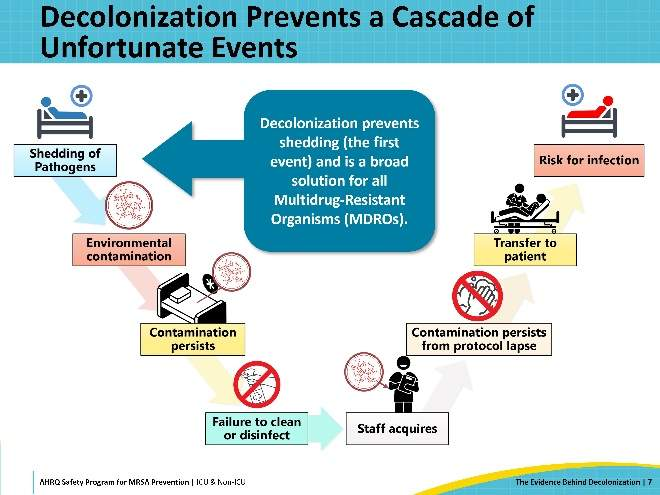 Decolonization Prevents a Cascade of
Unfortunate Events
Decolonization prevents
shedding (the first
event) and is a broad
solution for all
Multidrug-Resistant
Organisms (MDROs).
Shedding of
Pathogens
Environmental
contamination
Contamination
persists
Failure to clean
or disinfect
Staff acquires
Contamination persists
from protocol lapse
Transfer to
patient
Risk for infection
AHRQ Safety Program for MRSA Prevention | ICU & Non-ICU
The Evidence Behind Decolonization | 7